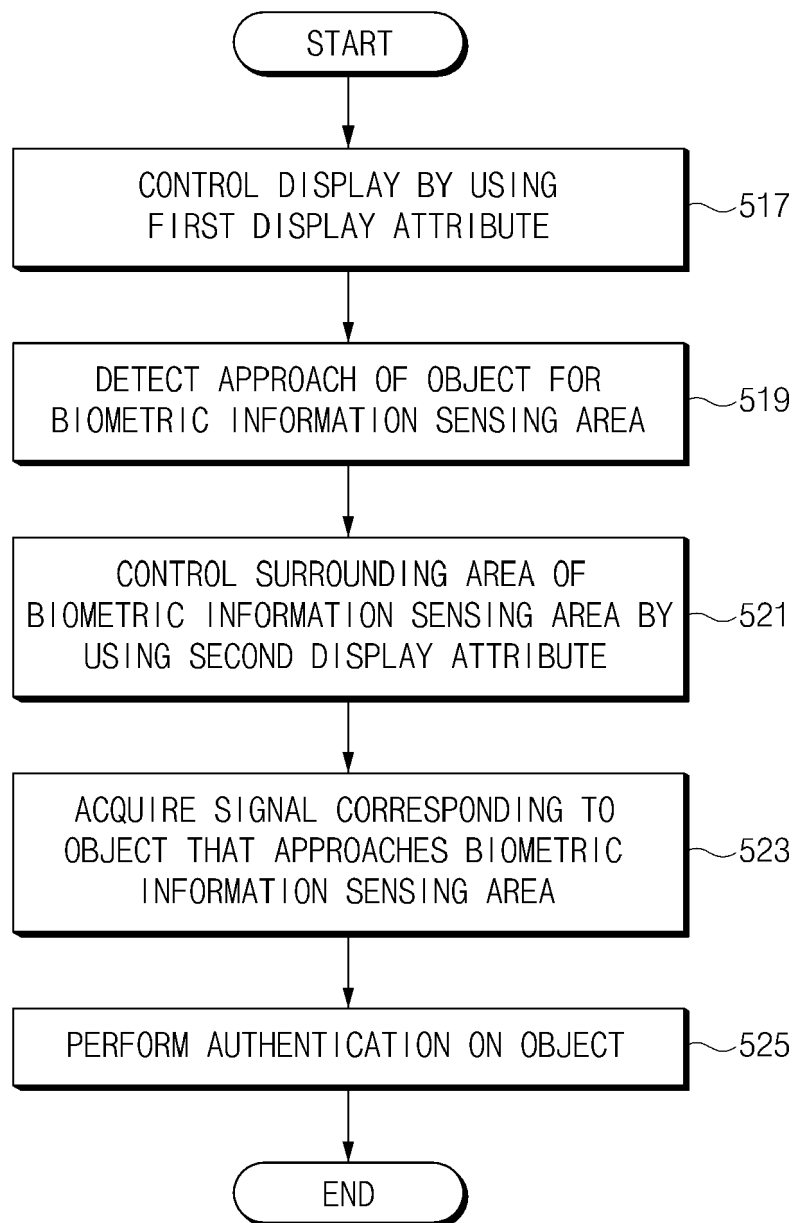 START
CONTROL DISPLAY BY USING
FIRST DISPLAY ATTRIBUTE
517
DETECT APPROACH OF OBJECT FOR
BIOMETRIC INFORMATION SENSING AREA
519
CONTROL SURROUNDING AREA OF
BIOMETRIC INFORMATION SENSING AREA BY
USING SECOND DISPLAY ATTRIBUTE
521
ACQUIRE SIGNAL CORRESPONDING TO
OBJECT THAT APPROACHES BIOMETRIC
INFORMATION SENSING AREA
523
PERFORM AUTHENTICATION ON OBJECT
525
END